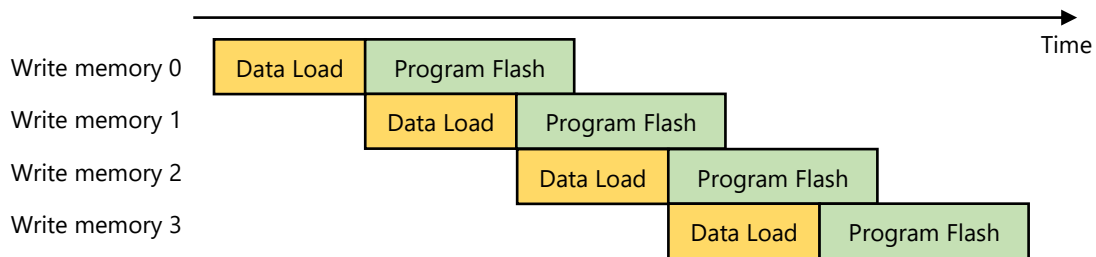 Time
Write memory 0 Data Load Program Flash
Write memory 1 Data Load Program Flash
Write memory 2 Data Load Program Flash
Write memory 3 Data Load Program Flash